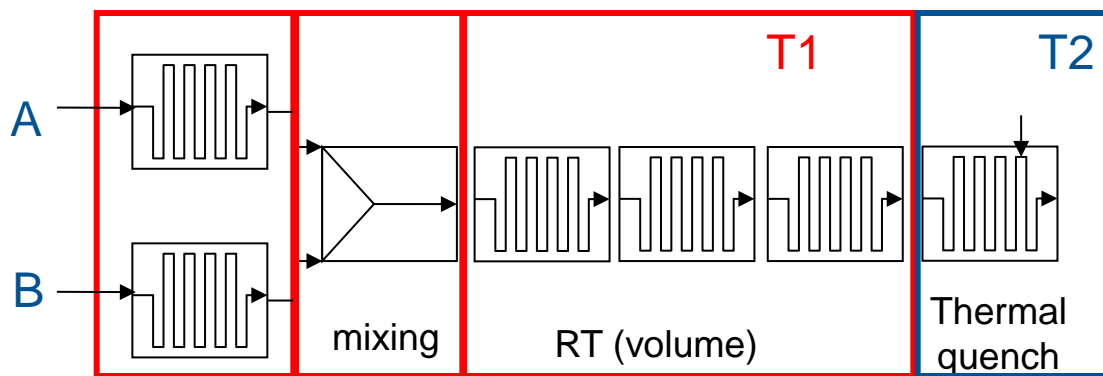 T1
T2
A
B
mixing
RT (volume)
Thermal
quench